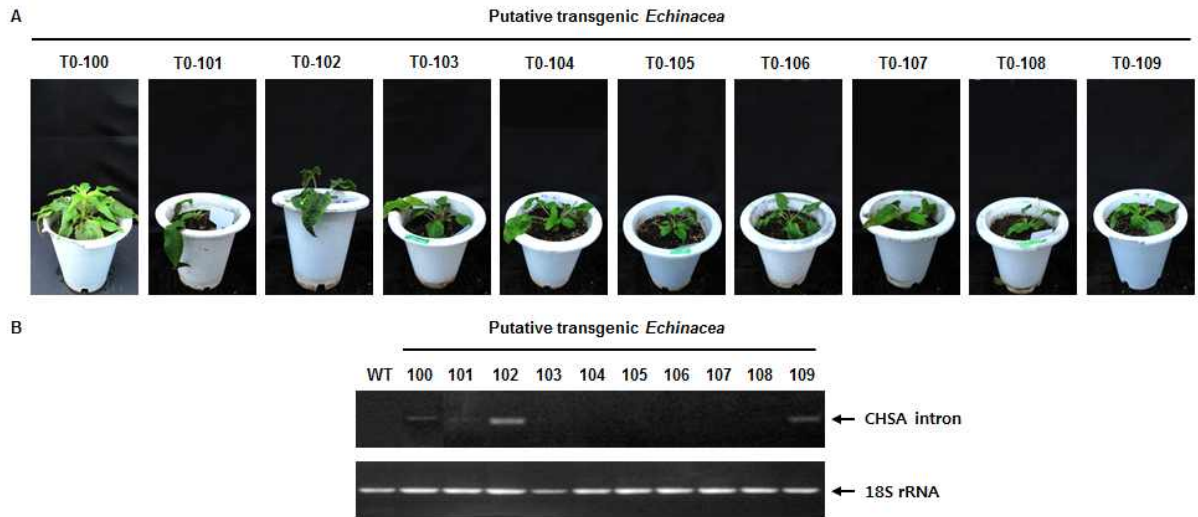 A
Putative transgenic Echinacea
T0-100 T0-101 T0-102 T0-103 T0-104 T0-105 T0-106 T0-107 T0-108 T0-109
B
Putative transgenic Echinacea
WT 100 101 102 103 104 105 106 107 108 109
CHSA intron
18S rRNA